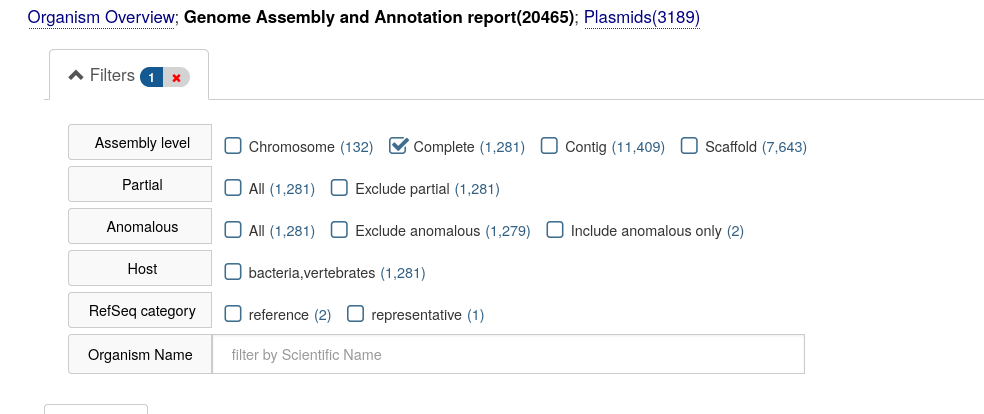 Organism Overview; Genome Assembly and Annotation report(20465); Plasmids(3189)
Filters 1
Assembly level Chromosome (132) Complete (1,281) Contig (11,409) Scaffold (7,643)
Partial All (1,281) Exclude partial (1,281)
Anomalous All (1,281) Exclude anomalous (1,279) Include anomalous only (2)
Host bacteria,vertebrates (1,281)
RefSeq category reference (2) representative (1)
Organism Name filter by Scientific Name